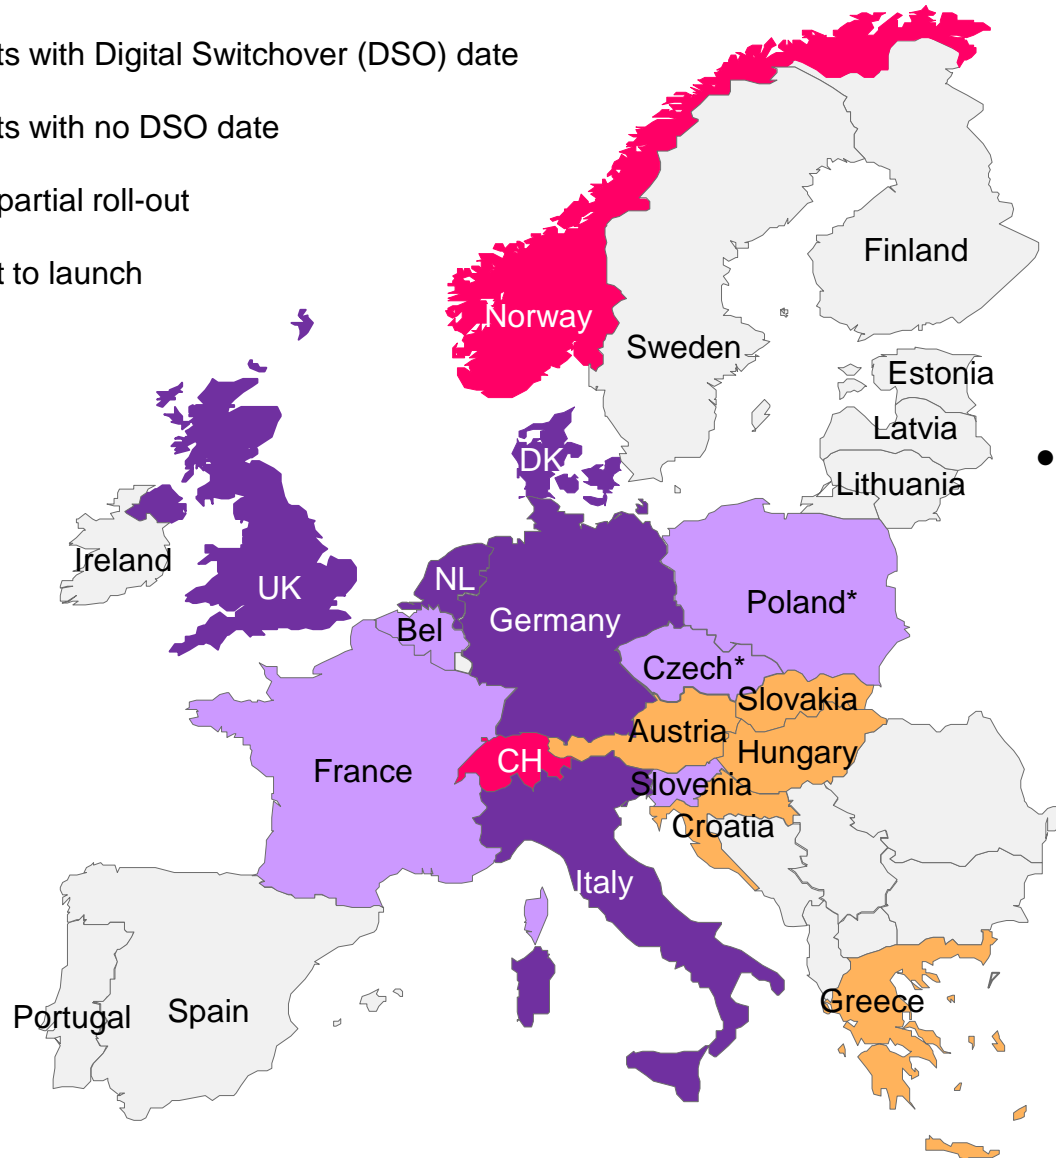 ts with Digital Switchover (DSO) date
ts with no DSO date
partial roll-out
t to launch
Finland
Norway
Sweden
Estonia
Latvia
DK
Lithuania
Ireland
NL
UK
Poland*
Germany
Bel
Czech*
Slovakia
Austria
Hungary
CH
France
Slovenia
Croatia
Italy
Greece
Spain
Portugal